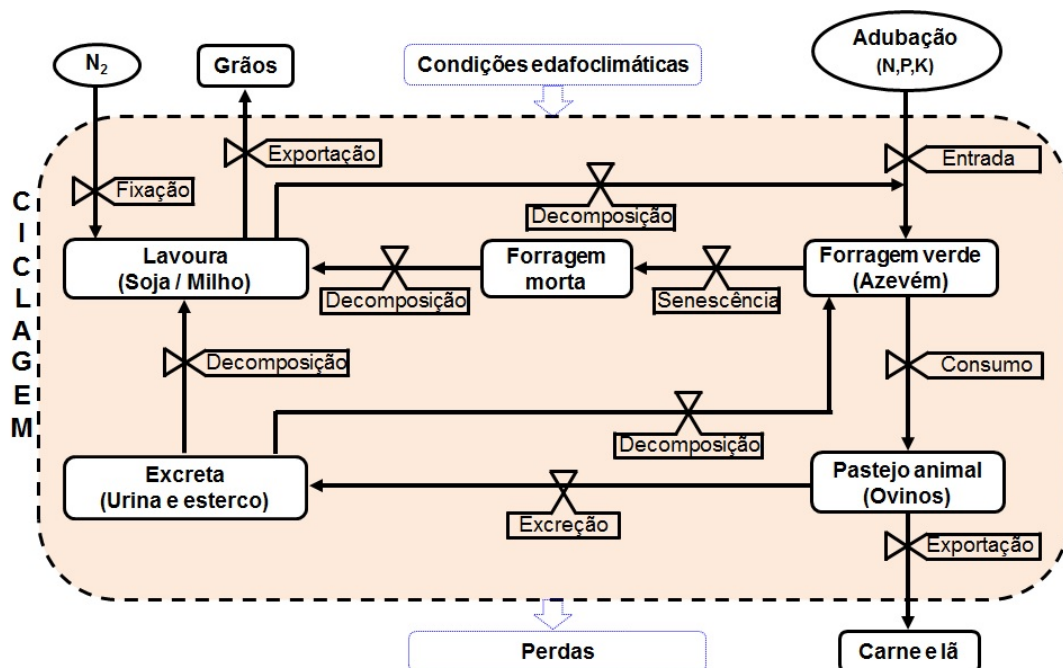 N₂
Grãos
Condições edafoclimáticas
Adubação
(N,P,K)
Exportação
Entrada
Fixação
Decomposição
CICLAGEM
Lavoura
(Soja / Milho)
Forragem
morta
Forragem verde
(Azevém)
Decomposição
Senescência
Decomposição
Consumo
Decomposição
Excreta
(Urina e esterco)
Pastejo animal
(Ovinos)
Excreção
Exportação
Perdas
Carne e lã